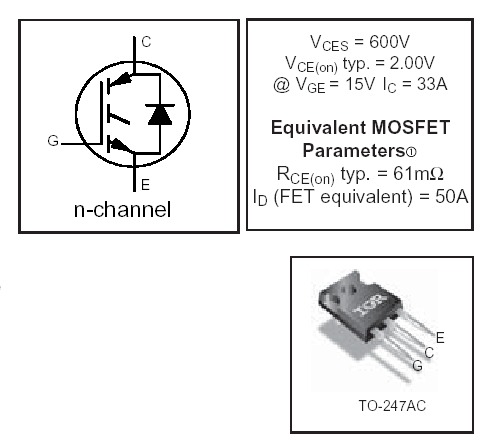 C
G
E
n-channel
VCES = 600V
VCE(on) typ. = 2.00V
@ VGE = 15V IC = 33A
Equivalent MOSFET
Parameters①
RCE(on) typ. = 61mΩ
ID (FET equivalent) = 50A
IGR
E
C
G
TO-247AC